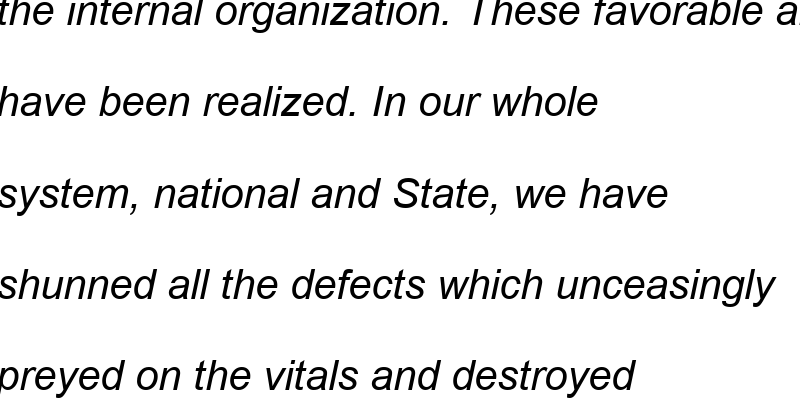 the internal organization. These favorable
have been realized. In our whole
system, national and State, we have
shunned all the defects which unceasingly
preyed on the vitals and destroyed